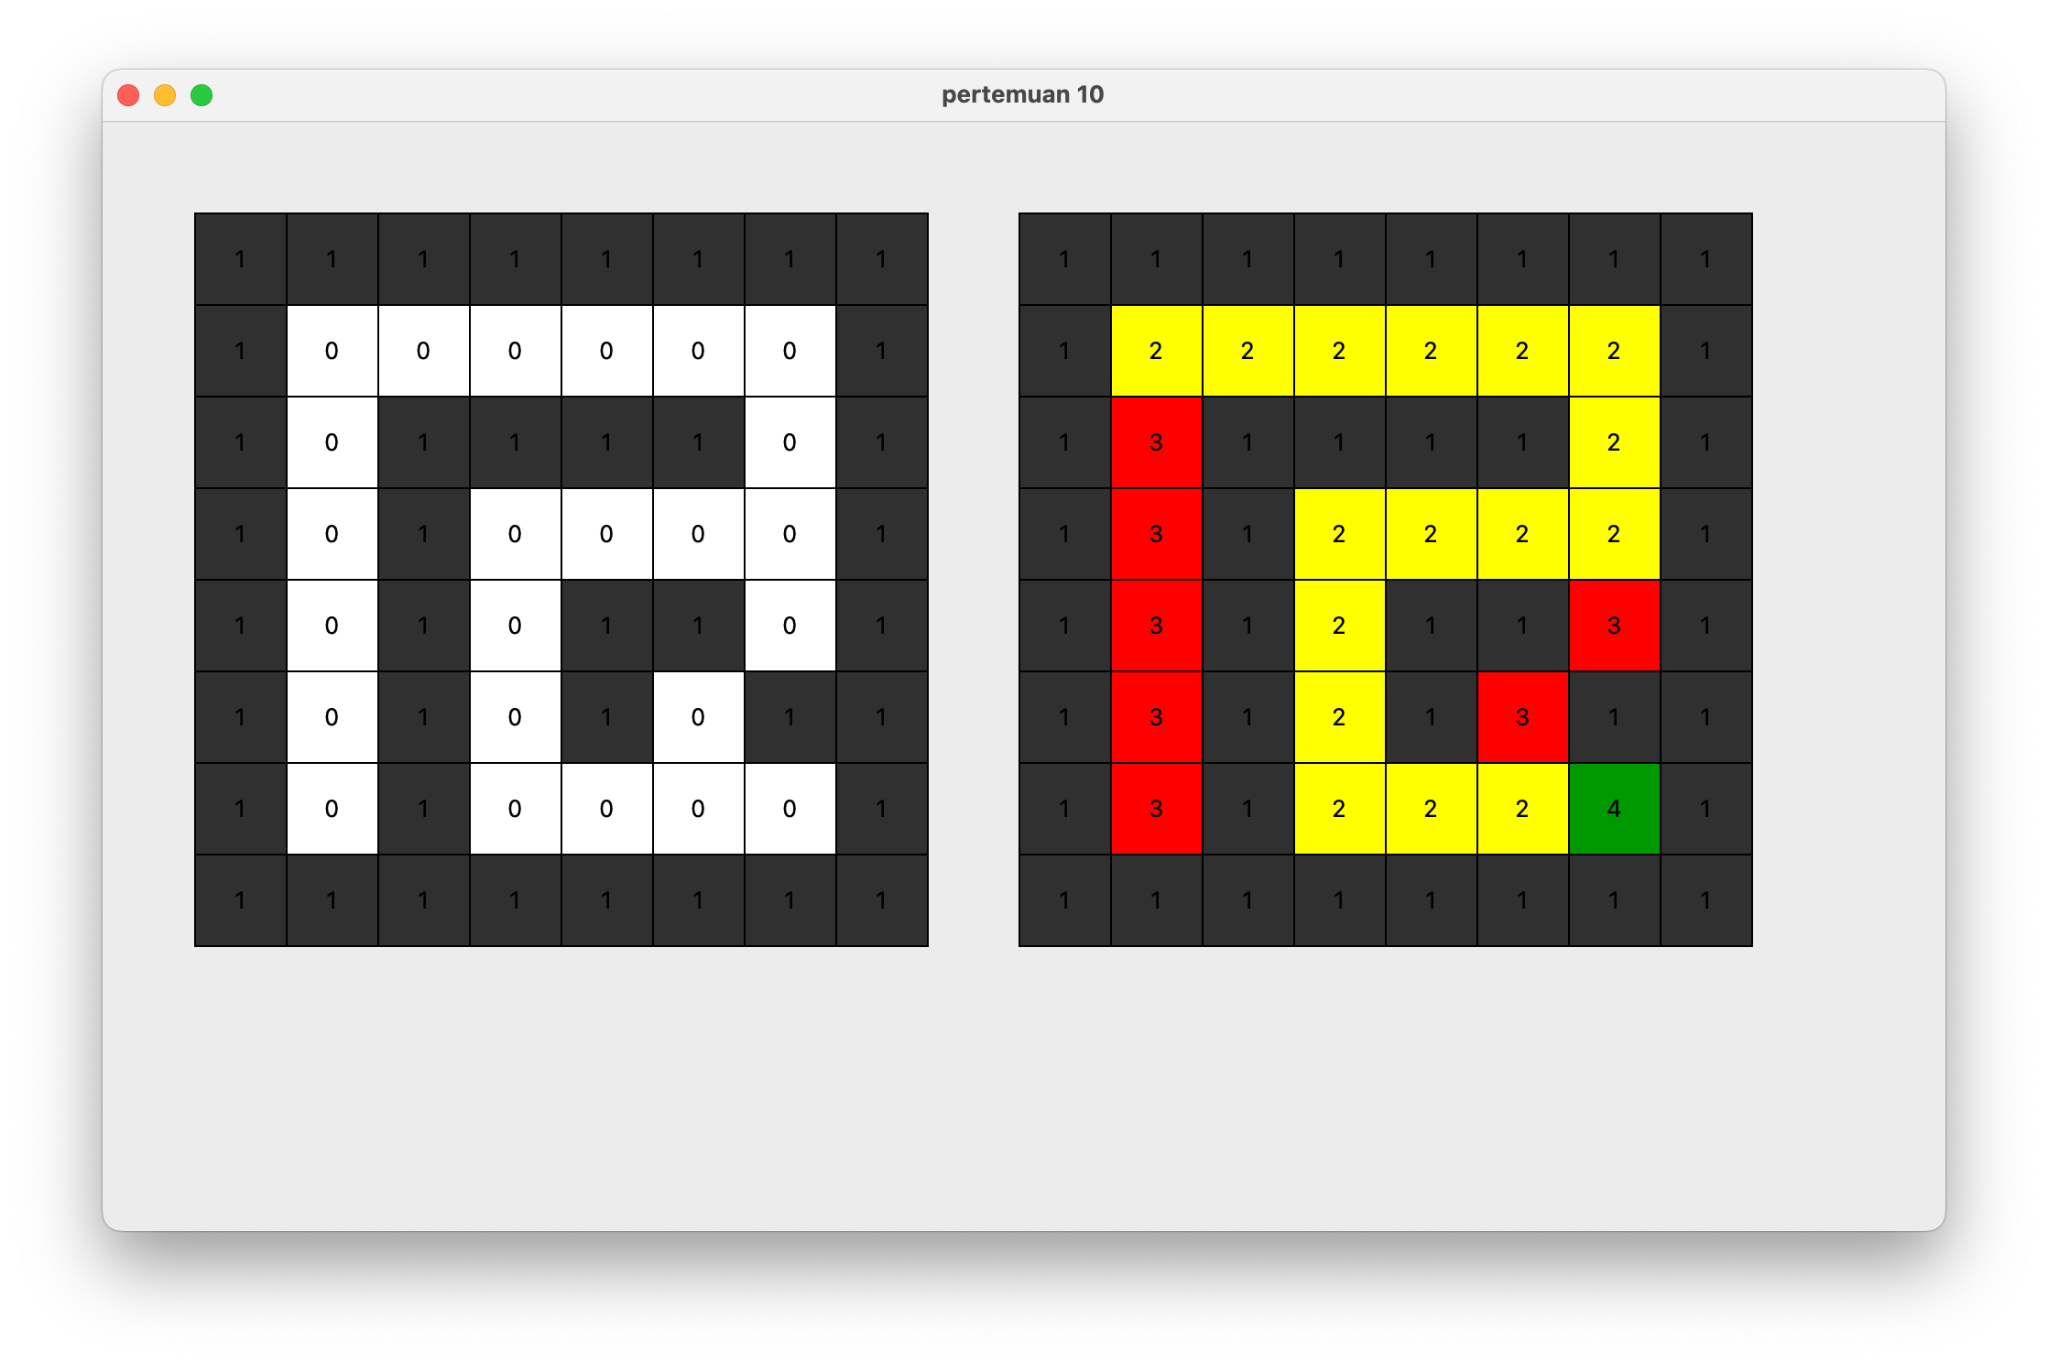 pertemuan 10
1 1 1 1 1 1 1 1 1 1 1 1 1 1 1 1
1 0 0 0 0 0 0 1 1 2 2 2 2 2 2 1
1 0 1 1 1 1 0 1 1 3 1 1 1 1 2 1
1 0 1 0 0 0 0 1 1 3 1 2 2 2 2 1
1 0 1 0 1 1 0 1 1 3 1 2 1 1 3 1
1 0 1 0 1 0 1 1 1 3 1 2 1 3 1 1
1 0 1 0 0 0 0 1 1 3 1 2 2 2 4 1
1 1 1 1 1 1 1 1 1 1 1 1 1 1 1 1